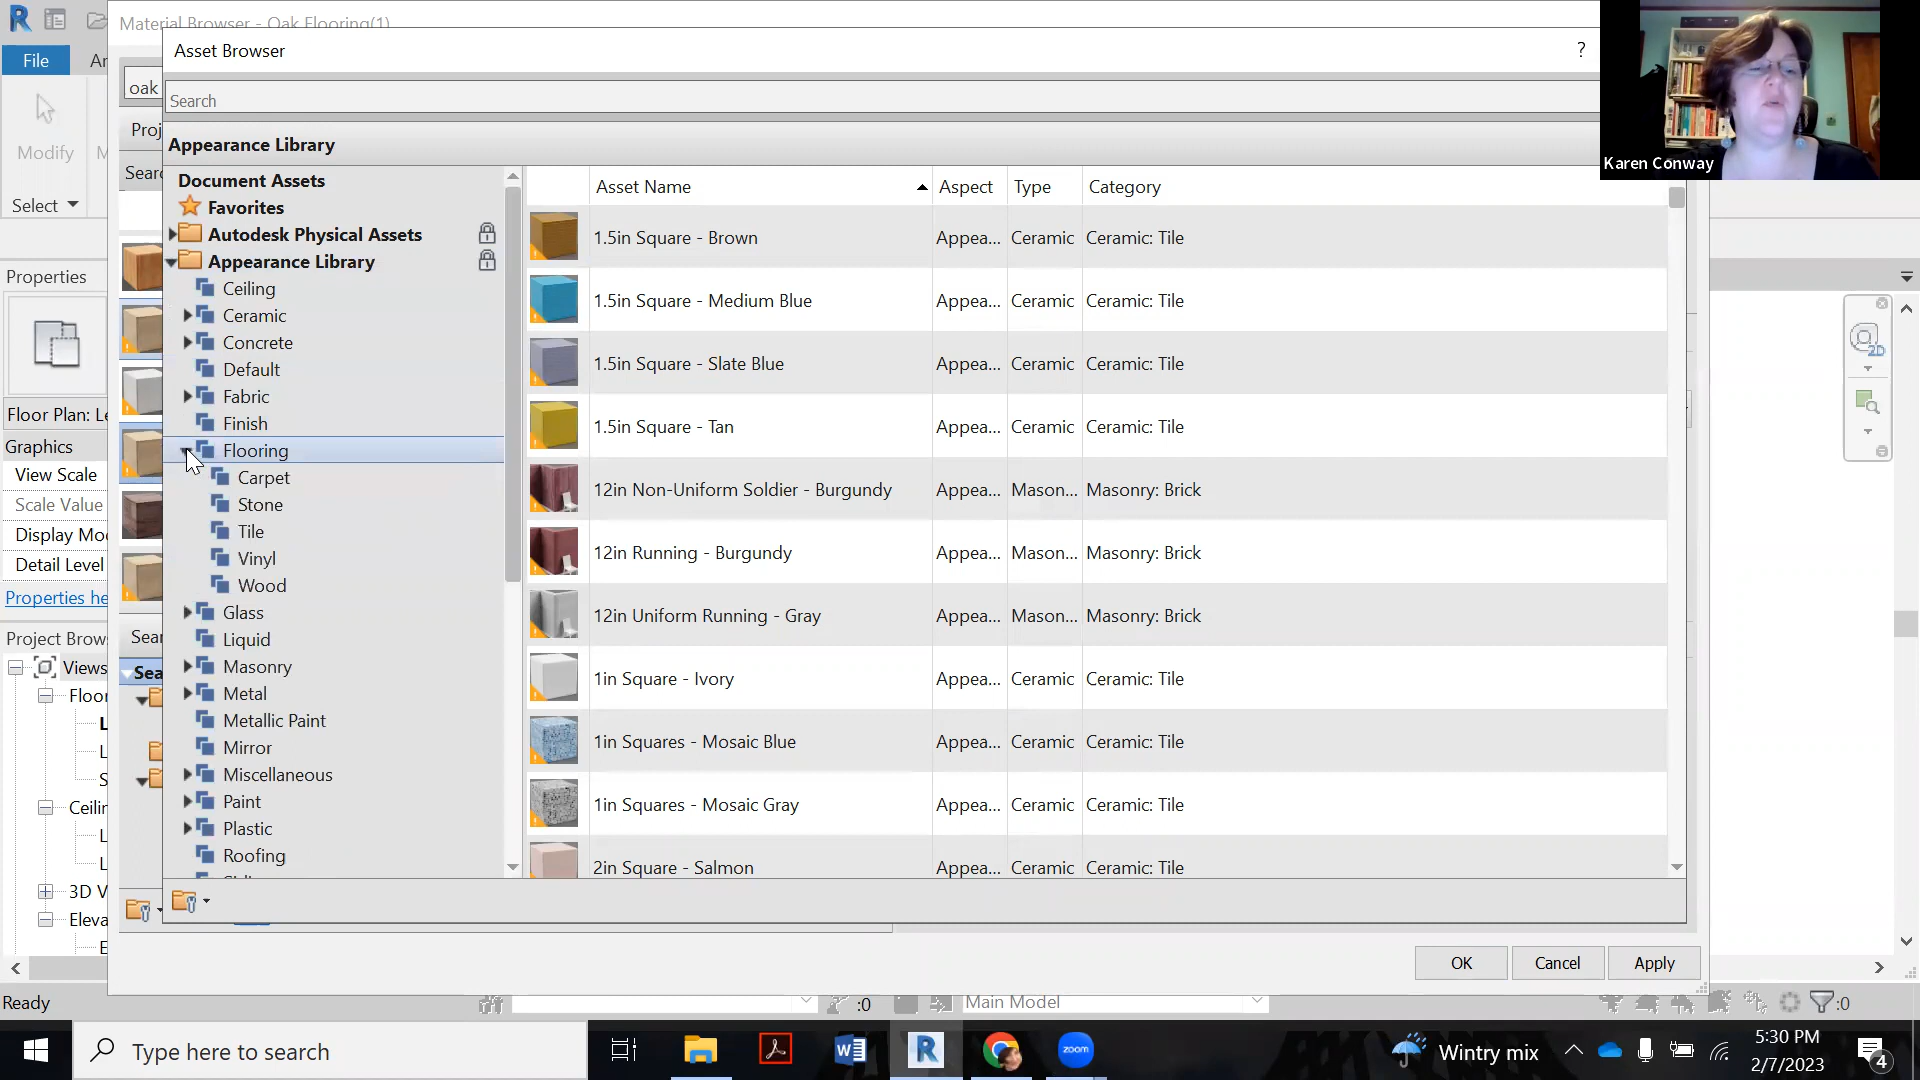 Material Browser - Oak Flooring(1)
Asset Browser
?
File
Ar
oak
Search
Karen Conway
Proj
Appearance Library
Modify
M
Sear
Select
Document Assets
Favorites
Autodesk Physical Assets
Appearance Library
Ceiling
Ceramic
Concrete
Default
Fabric
Finish
Flooring
Carpet
Stone
Tile
Vinyl
Wood
Glass
Liquid
Masonry
Metal
Metallic Paint
Mirror
Miscellaneous
Paint
Plastic
Roofing
Asset Name Aspect Type Category
1.5in Square - Brown Appea... Ceramic Ceramic: Tile
1.5in Square - Medium Blue Appea... Ceramic Ceramic: Tile
1.5in Square - Slate Blue Appea... Ceramic Ceramic: Tile
1.5in Square - Tan Appea... Ceramic Ceramic: Tile
12in Non-Uniform Soldier - Burgundy Appea... Mason... Masonry: Brick
12in Running - Burgundy Appea... Mason... Masonry: Brick
12in Uniform Running - Gray Appea... Mason... Masonry: Brick
1in Square - Ivory Appea... Ceramic Ceramic: Tile
1in Squares - Mosaic Blue Appea... Ceramic Ceramic: Tile
1in Squares - Mosaic Gray Appea... Ceramic Ceramic: Tile
2in Square - Salmon Appea... Ceramic Ceramic: Tile
Properties
Floor Plan: Le
Graphics
View Scale
Scale Value
Display Mo
Detail Level
Properties he
Project Brows
Sear
Views
Sea
Floor
L
L
S
Ceilin
L
L
3D V
Eleva
E
2D
OK Cancel Apply
Ready
:0
Main Model
:0
Type here to search
zoom
Wintry mix
5:30 PM
2/7/2023
4